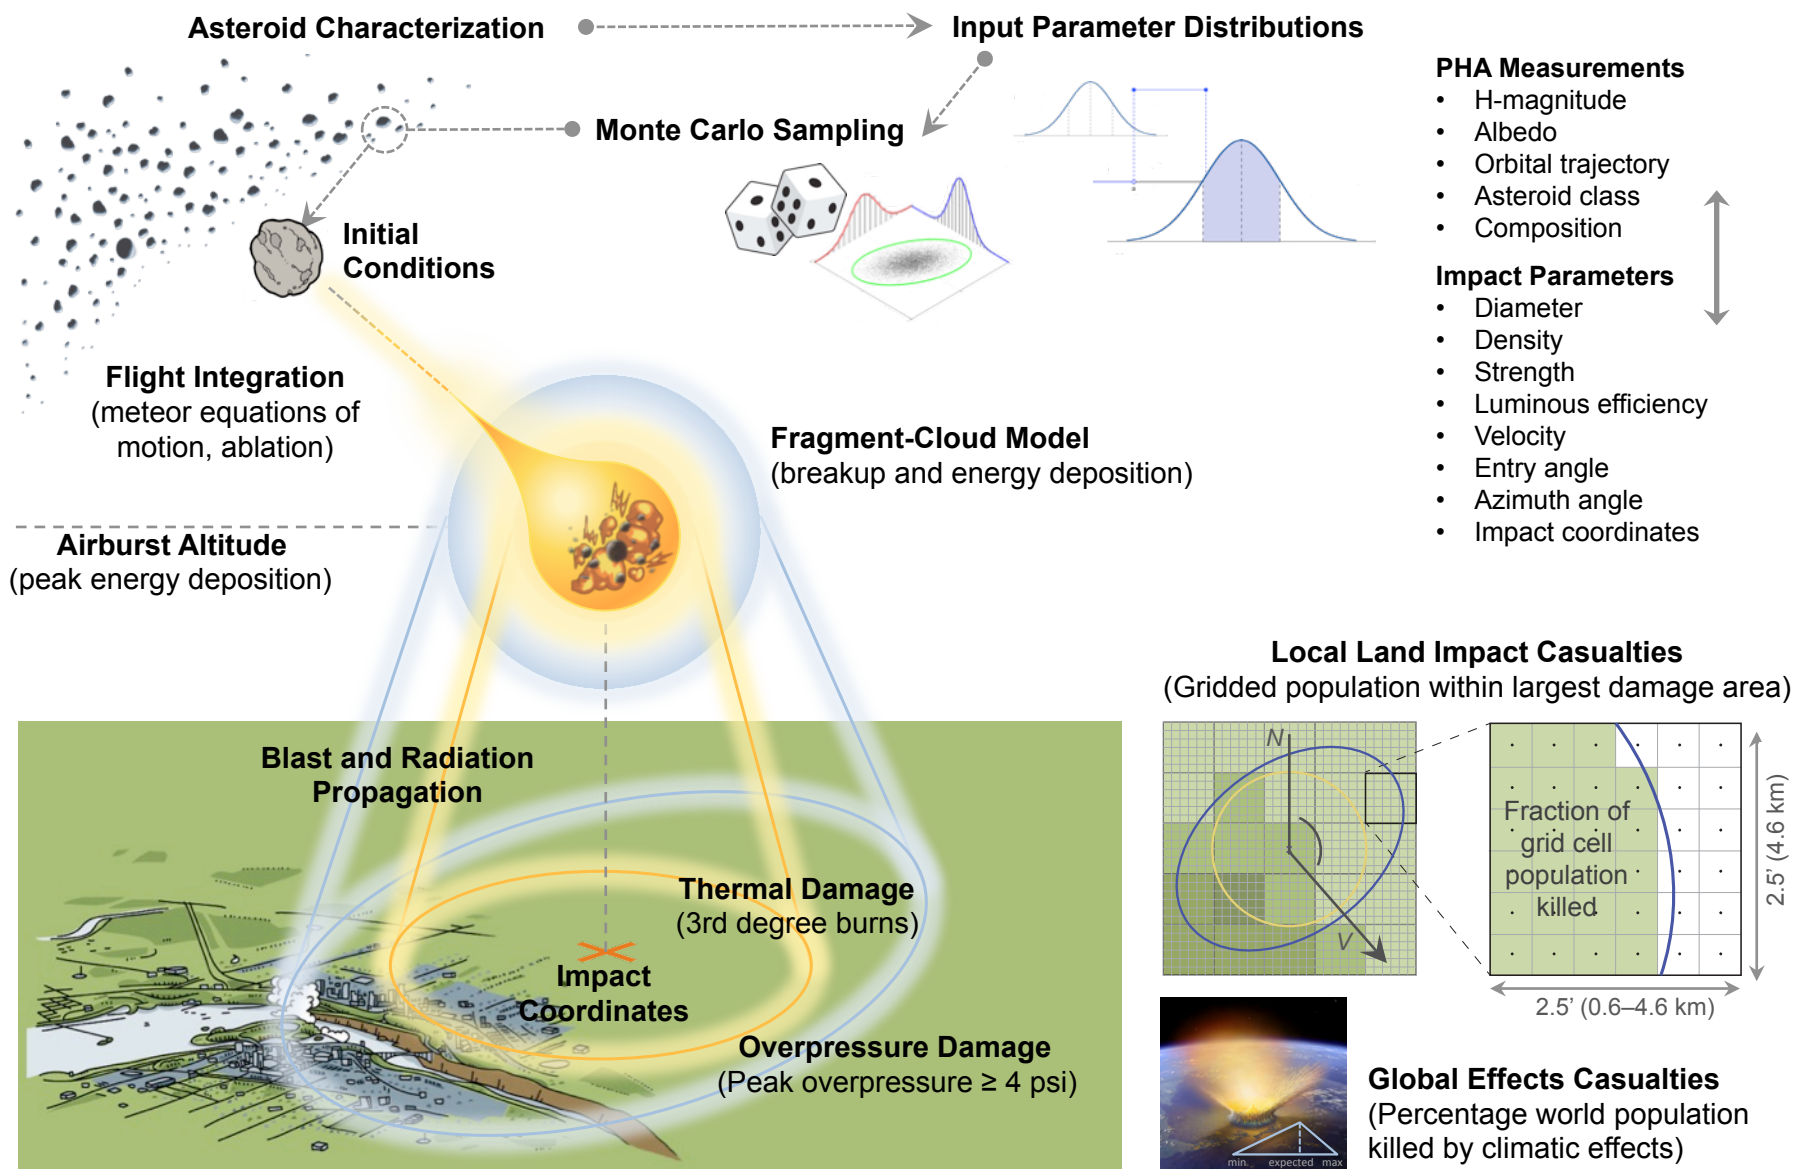 Asteroid Characterization
Input Parameter Distributions
Monte Carlo Sampling
Initial
Conditions
PHA Measurements
• H-magnitude
• Albedo
• Orbital trajectory
• Asteroid class
• Composition
Impact Parameters
• Diameter
• Density
• Strength
• Luminous efficiency
• Velocity
• Entry angle
• Azimuth angle
• Impact coordinates
Flight Integration
(meteor equations of
motion, ablation)
Fragment-Cloud Model
(breakup and energy deposition)
Airburst Altitude
(peak energy deposition)
Blast and Radiation
Propagation
Thermal Damage
(3rd degree burns)
Impact
Coordinates
Overpressure Damage
(Peak overpressure ≥ 4 psi)
Local Land Impact Casualties
(Gridded population within largest damage area)
N
V
Fraction of
grid cell
population
killed
2.5’ (4.6 km)
2.5’ (0.6–4.6 km)
min.
expected
max
Global Effects Casualties
(Percentage world population
killed by climatic effects)